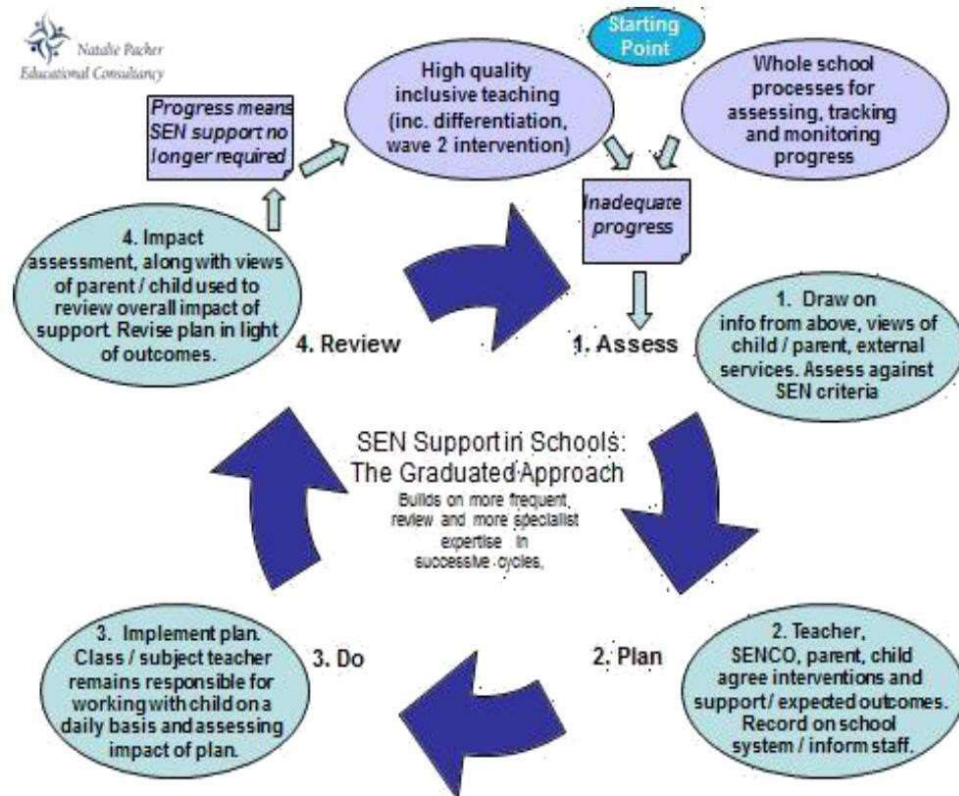 Natalie Packer
Educational Consultancy
Starting
Point
High quality
inclusive teaching
(inc. differentiation,
wave 2 intervention)
Whole school
processes for
assessing, tracking
and monitoring
progress
Progress means
SEN support no
longer required
Inadequate
progress
4. Impact
assessment, along with views
of parent / child used to
review overall impact of
support. Revise plan in light
of outcomes.
4. Review
1. Assess
1. Draw on
info from above, views of
child / parent, external
services. Assess against
SEN criteria
SEN Support in Schools:
The Graduated Approach
Builds on more frequent,
review and more specialist
expertise in
successive cycles,
3. Implement plan.
Class / subject teacher
remains responsible for
working with child on a
daily basis and assessing
impact of plan.
3. Do
2. Plan
2. Teacher,
SENCO, parent, child
agree interventions and
support / expected outcomes.
Record on school
system / inform staff.